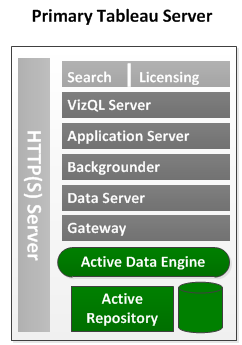 Primary Tableau Server
HTTP(S) Server
Search Licensing
VizQL Server
Application Server
Backgrounder
Data Server
Gateway
Active Data Engine
Active
Repository